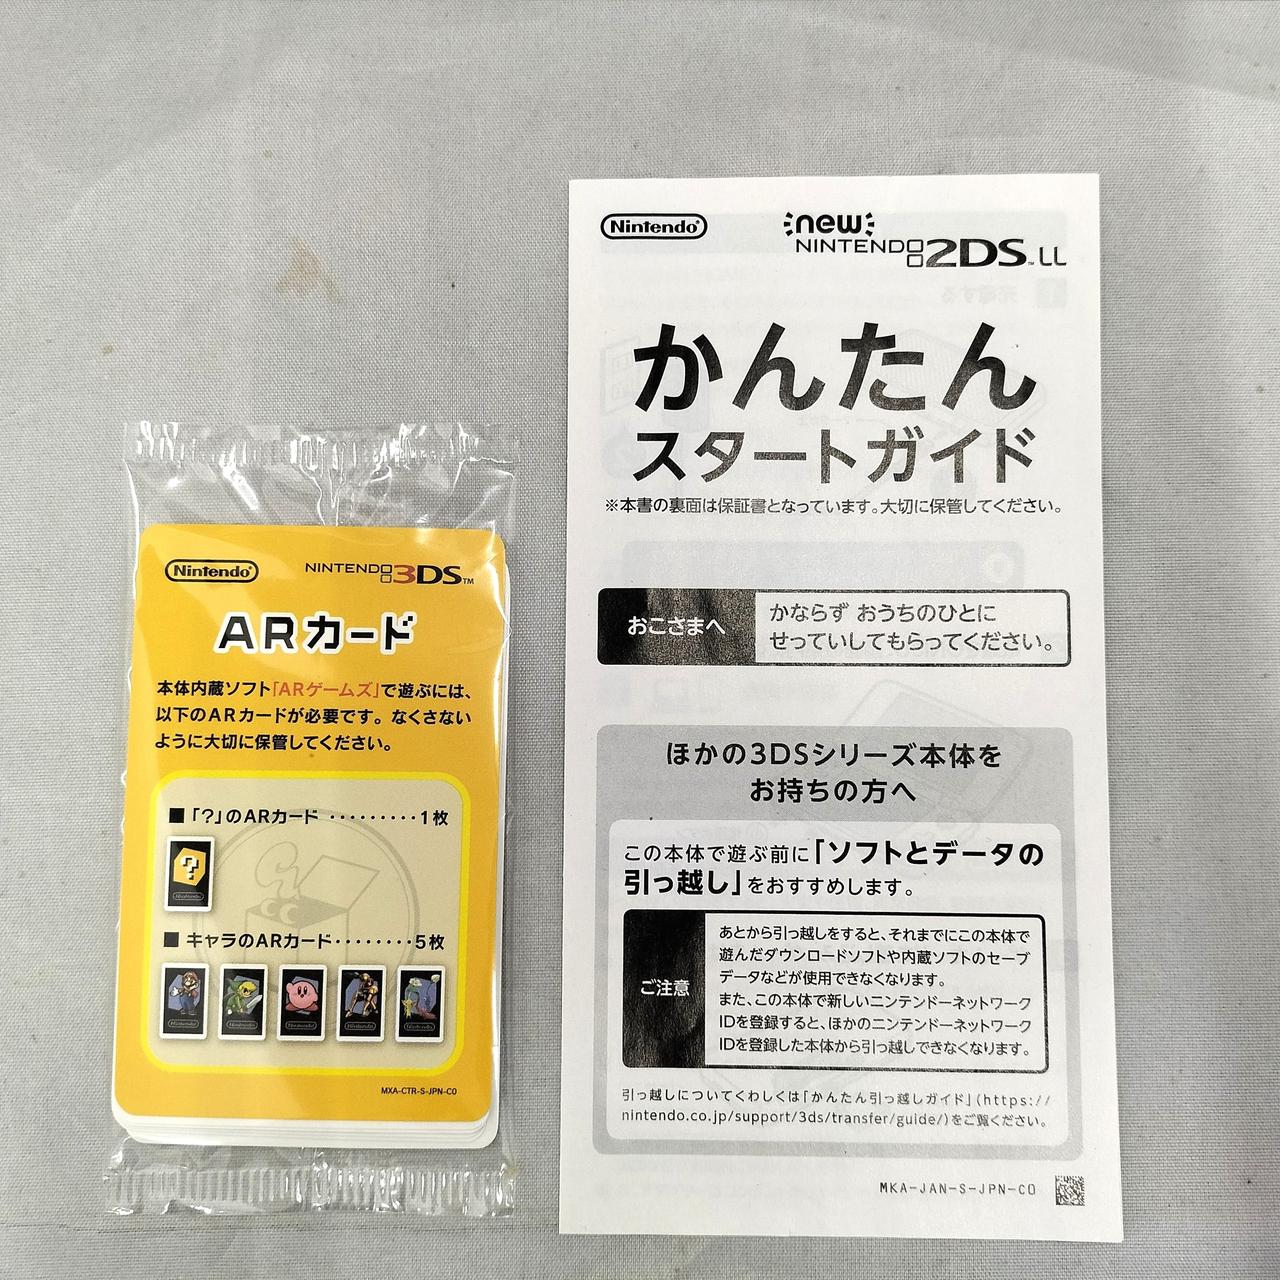 Nintendo
NINTENDO 3DS™
ARカード
本体内蔵ソフト「ARゲームズ」で遊ぶには、
以下のARカードが必要です。なくさない
ように大切に保管してください。
■「?」のARカード ・・・・・・・・・1枚
?
Nintendo
■ キャラのARカード・・・・・・・・5枚
Nintendo
Nintendo
Nintendo
Nintendo
Nintendo
MXA-CTR-S-JPN-C0
Nintendo
new
NINTENDO 2DS™ LL
かんたん
スタートガイド
※本書の裏面は保証書となっています。大切に保管してください。
おこさまへ
かならず おうちのひとに
せっていしてもらってください。
ほかの3DSシリーズ本体を
お持ちの方へ
この本体で遊ぶ前に「ソフトとデータの
引っ越し」をおすすめします。
ご注意
あとから引っ越しをすると、それまでにこの本体で
遊んだダウンロードソフトや内蔵ソフトのセーブ
データなどが使用できなくなります。
また、この本体で新しいニンテンドーネットワーク
IDを登録すると、ほかのニンテンドーネットワーク
IDを登録した本体から引っ越しできなくなります。
引っ越しについてくわしくは「かんたん引っ越しガイド」(https://
nintendo.co.jp/support/3ds/transfer/guide/)をご覧ください。
MKA-JAN-S-JPN-C0